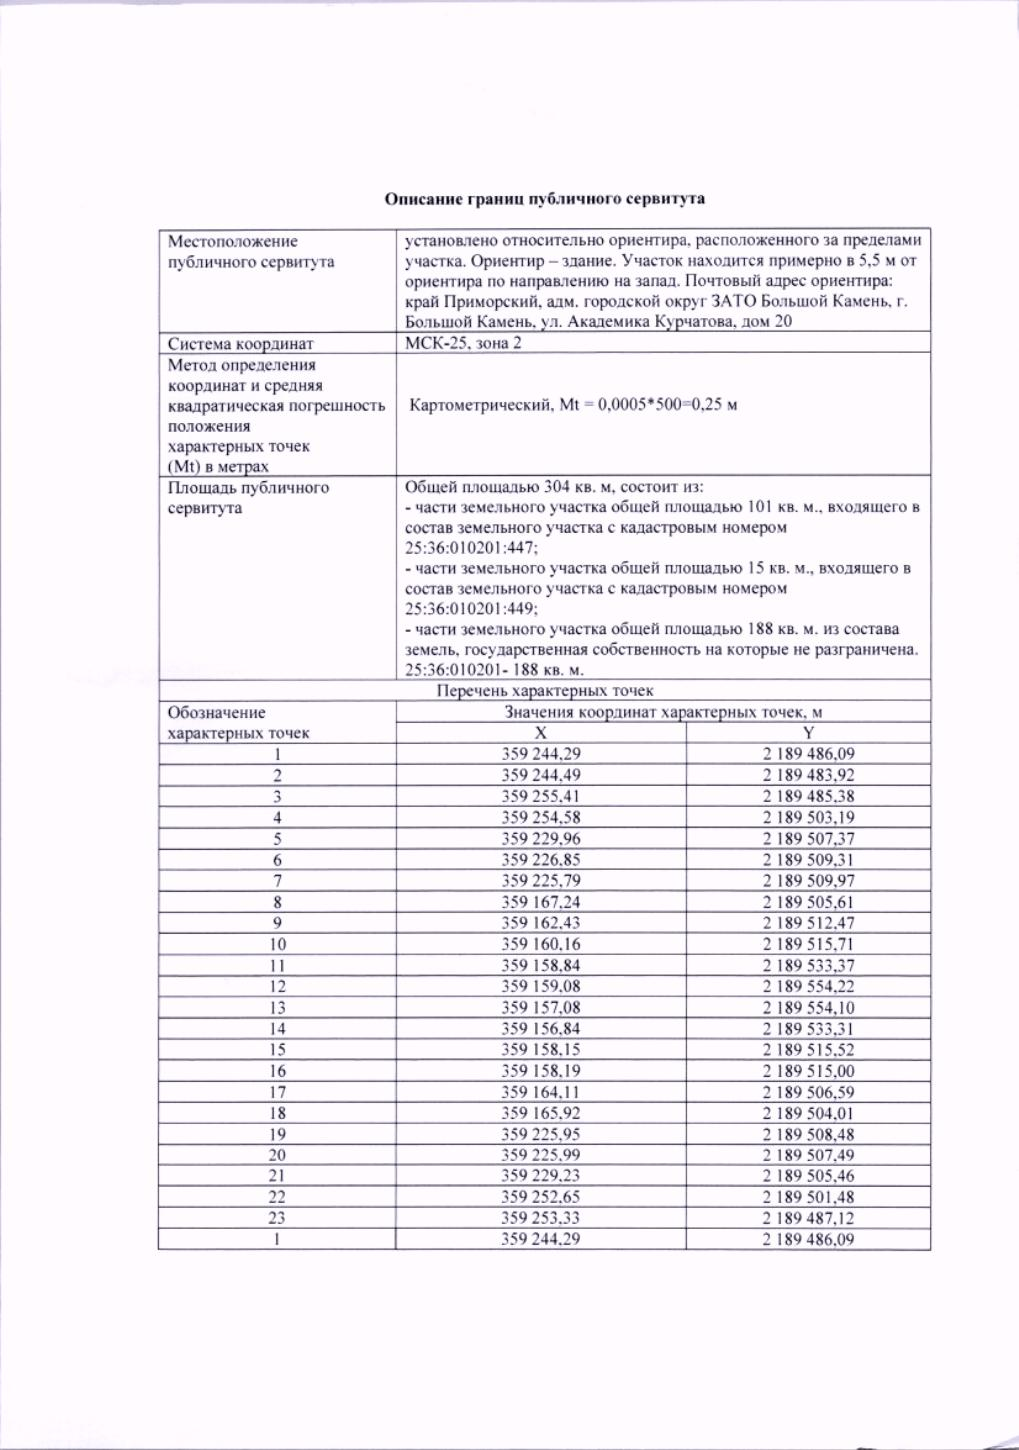 Описание границ публичного сервитута
Местоположение
публичного сервитута
установлено относительно ориентира, расположенного за пределами
участка. Ориентир – здание. Участок находится примерно в 5,5 м от
ориентира по направлению на запад. Почтовый адрес ориентира:
край Приморский, адм. городской округ ЗАТО Большой Камень, г.
Большой Камень, ул. Академика Курчатова, дом 20
Система координат
МСК-25, зона 2
Метод определения
координат и средняя
квадратическая погрешность
положения
характерных точек
(Mt) в метрах
Картометрический, Mt = 0,0005*500=0,25 м
Площадь публичного
сервитута
Общей площадью 304 кв. м, состоит из:
- части земельного участка общей площадью 101 кв. м., входящего в
состав земельного участка с кадастровым номером
25:36:010201:447;
- части земельного участка общей площадью 15 кв. м., входящего в
состав земельного участка с кадастровым номером
25:36:010201:449;
- части земельного участка общей площадью 188 кв. м. из состава
земель, государственная собственность на которые не разграничена.
25:36:010201- 188 кв. м.
Перечень характерных точек
Обозначение
характерных точек
Значения координат характерных точек, м
X Y
1 359 244,29 2 189 486,09
2 359 244,49 2 189 483,92
3 359 255,41 2 189 485,38
4 359 254,58 2 189 503,19
5 359 229,96 2 189 507,37
6 359 226,85 2 189 509,31
7 359 225,79 2 189 509,97
8 359 167,24 2 189 505,61
9 359 162,43 2 189 512,47
10 359 160,16 2 189 515,71
11 359 158,84 2 189 533,37
12 359 159,08 2 189 554,22
13 359 157,08 2 189 554,10
14 359 156,84 2 189 533,31
15 359 158,15 2 189 515,52
16 359 158,19 2 189 515,00
17 359 164,11 2 189 506,59
18 359 165,92 2 189 504,01
19 359 225,95 2 189 508,48
20 359 225,99 2 189 507,49
21 359 229,23 2 189 505,46
22 359 252,65 2 189 501,48
23 359 253,33 2 189 487,12
1 359 244,29 2 189 486,09